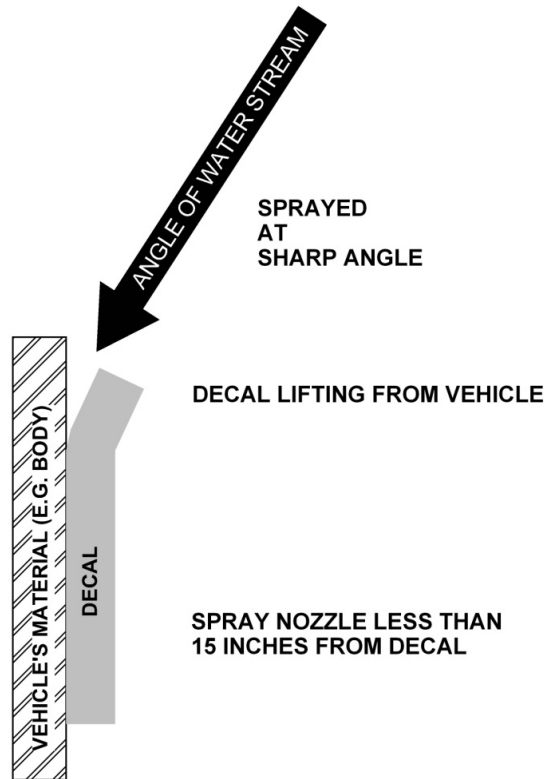 ANGLE OF WATER STREAM
SPRAYED
AT
SHARP ANGLE
DECAL LIFTING FROM VEHICLE
VEHICLE'S MATERIAL (E.G. BODY)
DECAL
SPRAY NOZZLE LESS THAN
15 INCHES FROM DECAL